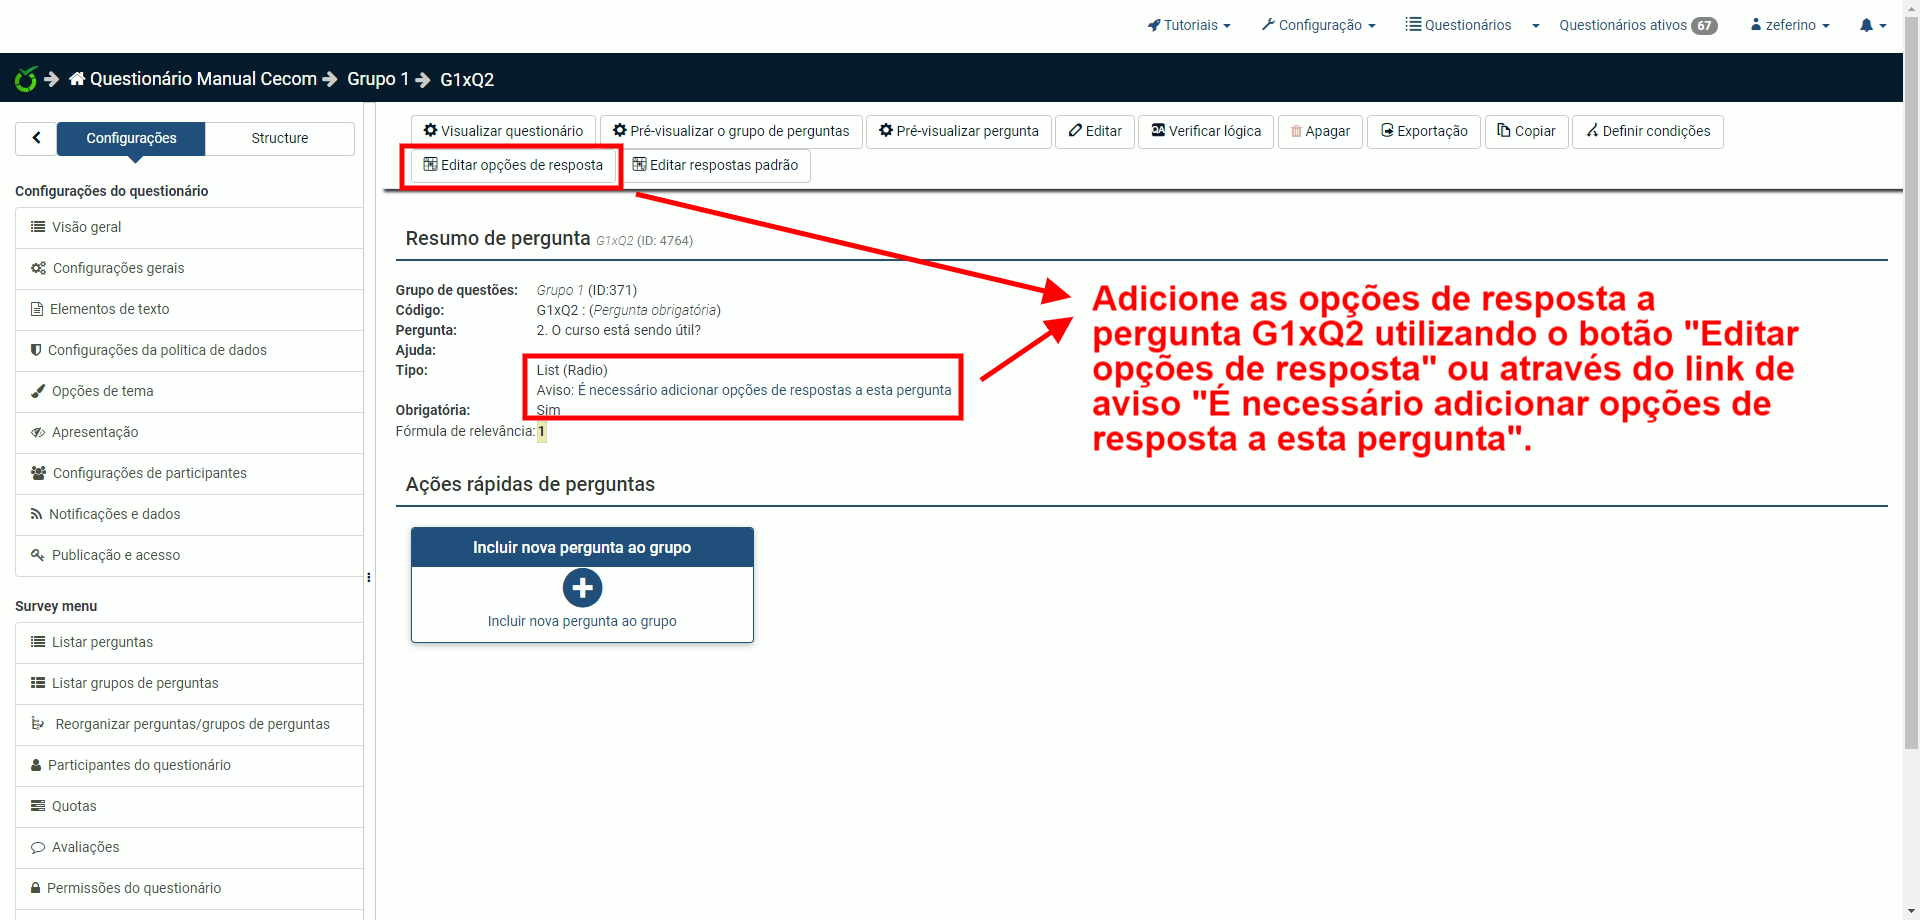 Tutoriais Configuração Questionários Questionários ativos 67 zeferino
Questionário Manual Cecom Grupo 1 G1xQ2
Configurações Structure
Configurações do questionário
Visão geral
Configurações gerais
Elementos de texto
Configurações da politica de dados
Opções de tema
Apresentação
Configurações de participantes
Notificações e dados
Publicação e acesso
Survey menu
Listar perguntas
Listar grupos de perguntas
Reorganizar perguntas/grupos de perguntas
Participantes do questionário
Quotas
Avaliações
Permissões do questionário
Visualizar questionário Pré-visualizar o grupo de perguntas Pré-visualizar pergunta Editar Verificar lógica Apagar Exportação Copiar Definir condições
Editar opções de resposta Editar respostas padrão
Resumo de pergunta G1xQ2 (ID: 4764)
Grupo de questões: Grupo 1 (ID:371)
Código: G1xQ2 : (Pergunta obrigatória)
Pergunta: 2. O curso está sendo útil?
Ajuda:
Tipo: List (Radio)
Aviso: É necessário adicionar opções de respostas a esta pergunta
Obrigatória: Sim
Fórmula de relevância: 1
Adicione as opções de resposta a
pergunta G1xQ2 utilizando o botão "Editar
opções de resposta" ou através do link de
aviso "É necessário adicionar opções de
resposta a esta pergunta".
Ações rápidas de perguntas
Incluir nova pergunta ao grupo
Incluir nova pergunta ao grupo